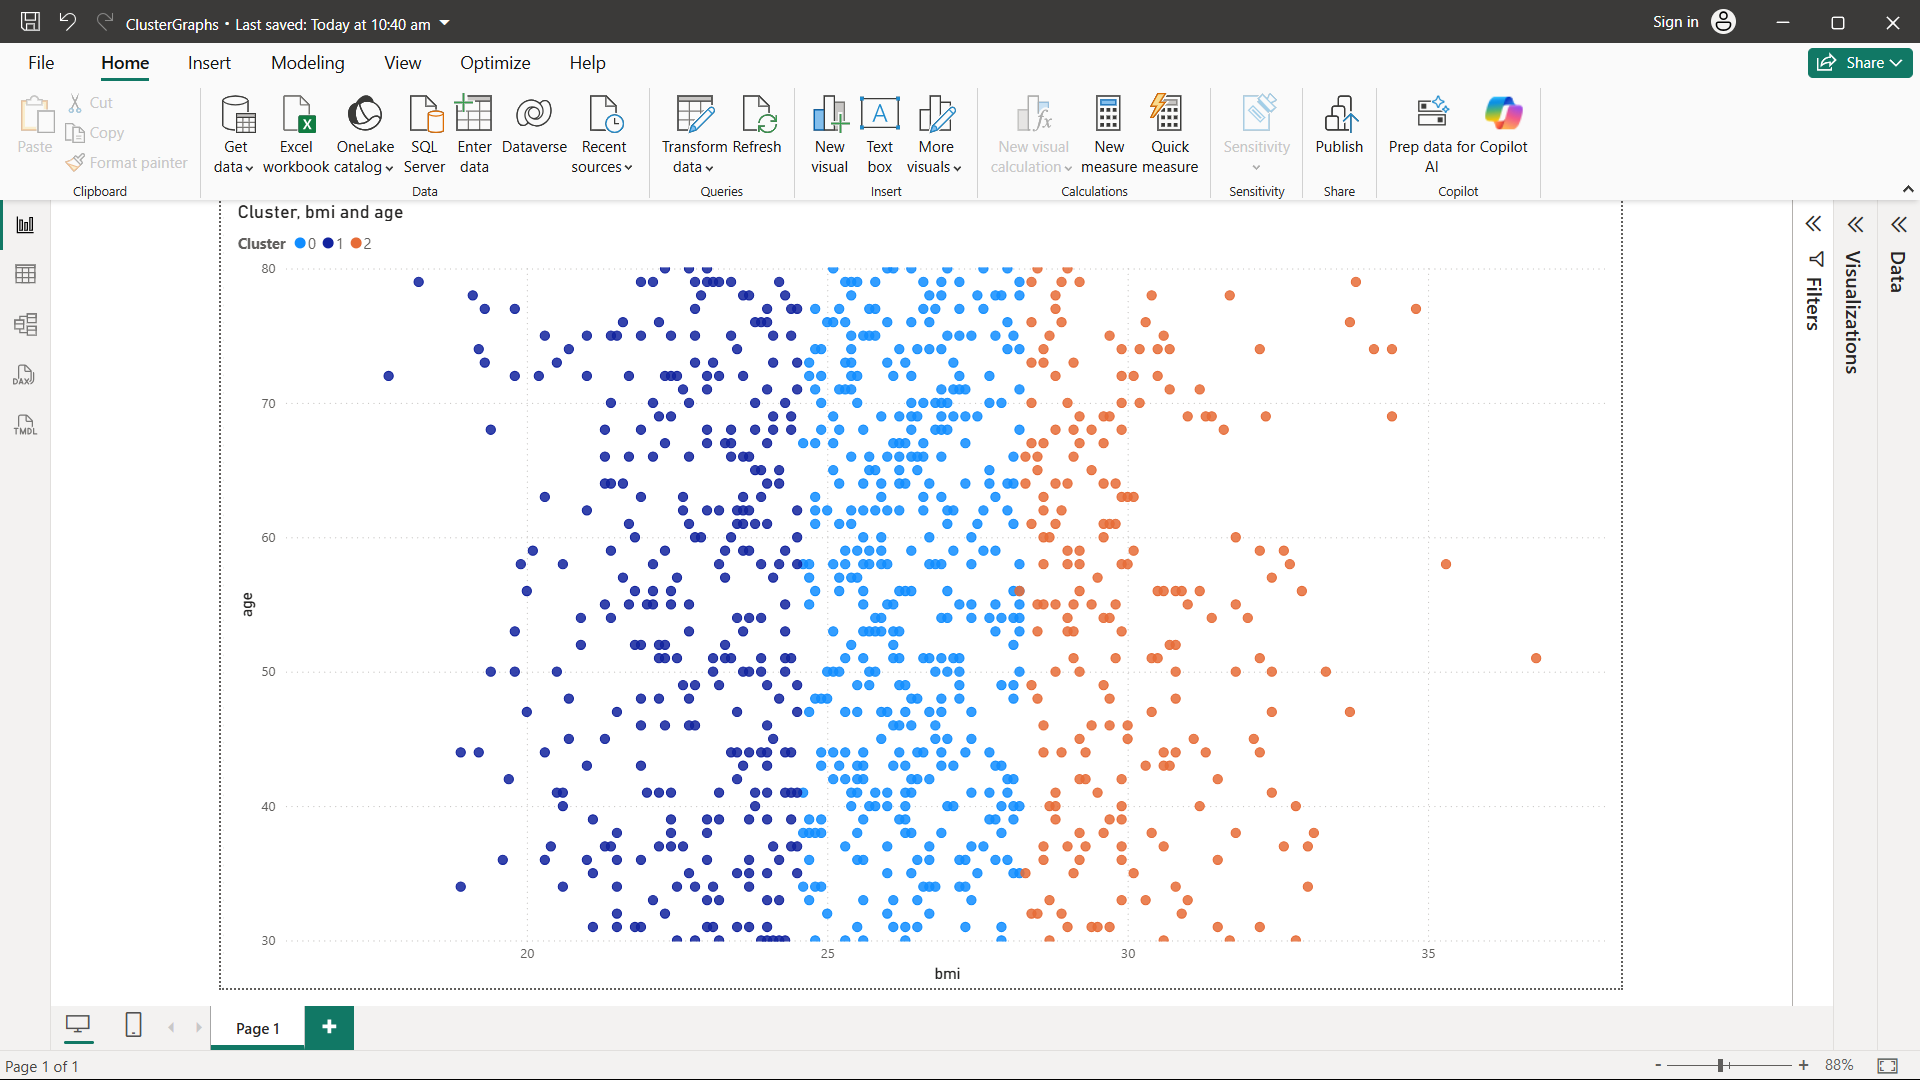 ClusterGraphs • Last saved: Today at 10:40 am
Sign in
File Home Insert Modeling View Optimize Help
Share
Paste
Cut
Copy
Format painter
Clipboard
Get data
Excel workbook
OneLake catalog
SQL Server
Enter data
Dataverse
Recent sources
Data
Transform data
Refresh
Queries
New visual
A
Text box
More visuals
Insert
fx
New visual calculation
New measure
Quick measure
Calculations
Sensitivity
Sensitivity
Publish
Share
Prep data for AI
Copilot
Copilot
DAX
TMDL
Cluster, bmi and age
Cluster 0 1 2
80
70
60
50
40
30
age
20 25 30 35
bmi
Filters
Visualizations
Data
Page 1
Page 1 of 1
- + 88%